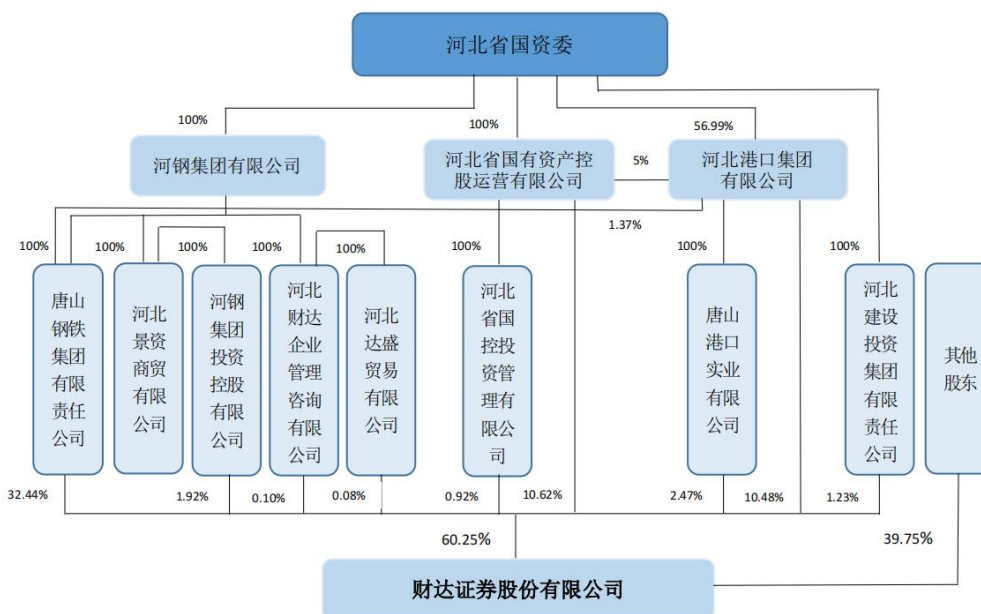 河北省国资委
100%
100%
56.99%
河钢集团有限公司
河北省国有资产控
股运营有限公司
5%
河北港口集团
有限公司
1.37%
100%
100%
100%
100%
100%
100%
100%
100%
唐山
钢铁
集团
有限
责任
公司
河北
景资
商贸
有限
公司
河钢
集团
投资
控股
有限
公司
河北
财达
企业
管理
咨询
有限
公司
河北
达盛
贸易
有限
公司
河北
省国
控投
资管
理有
限公
司
唐山
港口
实业
有限
公司
河北
建设
投资
集团
有限
责任
公司
其他
股东
32.44%
1.92%
0.10%
0.08%
0.92%
10.62%
2.47%
10.48%
1.23%
60.25%
39.75%
财达证券股份有限公司